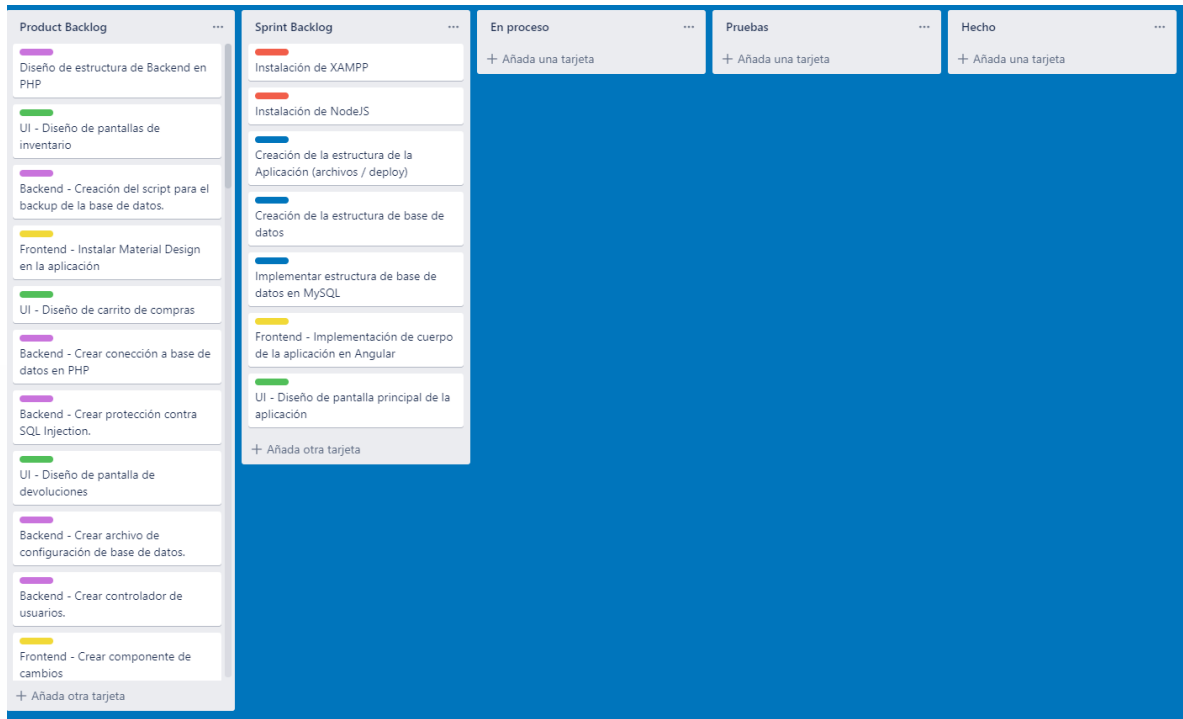 Product Backlog
Diseño de estructura de Backend en
PHP
UI - Diseño de pantallas de
inventario
Backend - Creación del script para el
backup de la base de datos.
Frontend - Instalar Material Design
en la aplicación
UI - Diseño de carrito de compras
Backend - Crear conección a base de
datos en PHP
Backend - Crear protección contra
SQL Injection.
UI - Diseño de pantalla de
devoluciones
Backend - Crear archivo de
configuración de base de datos.
Backend - Crear controlador de
usuarios.
Frontend - Crear componente de
cambios
+ Añada otra tarjeta
Sprint Backlog
Instalación de XAMPP
Instalación de NodeJS
Creación de la estructura de la
Aplicación (archivos / deploy)
Creación de la estructura de base de
datos
Implementar estructura de base de
datos en MySQL
Frontend - Implementación de cuerpo
de la aplicación en Angular
UI - Diseño de pantalla principal de la
aplicación
+ Añada otra tarjeta
En proceso
+ Añada una tarjeta
Pruebas
+ Añada una tarjeta
Hecho
+ Añada una tarjeta